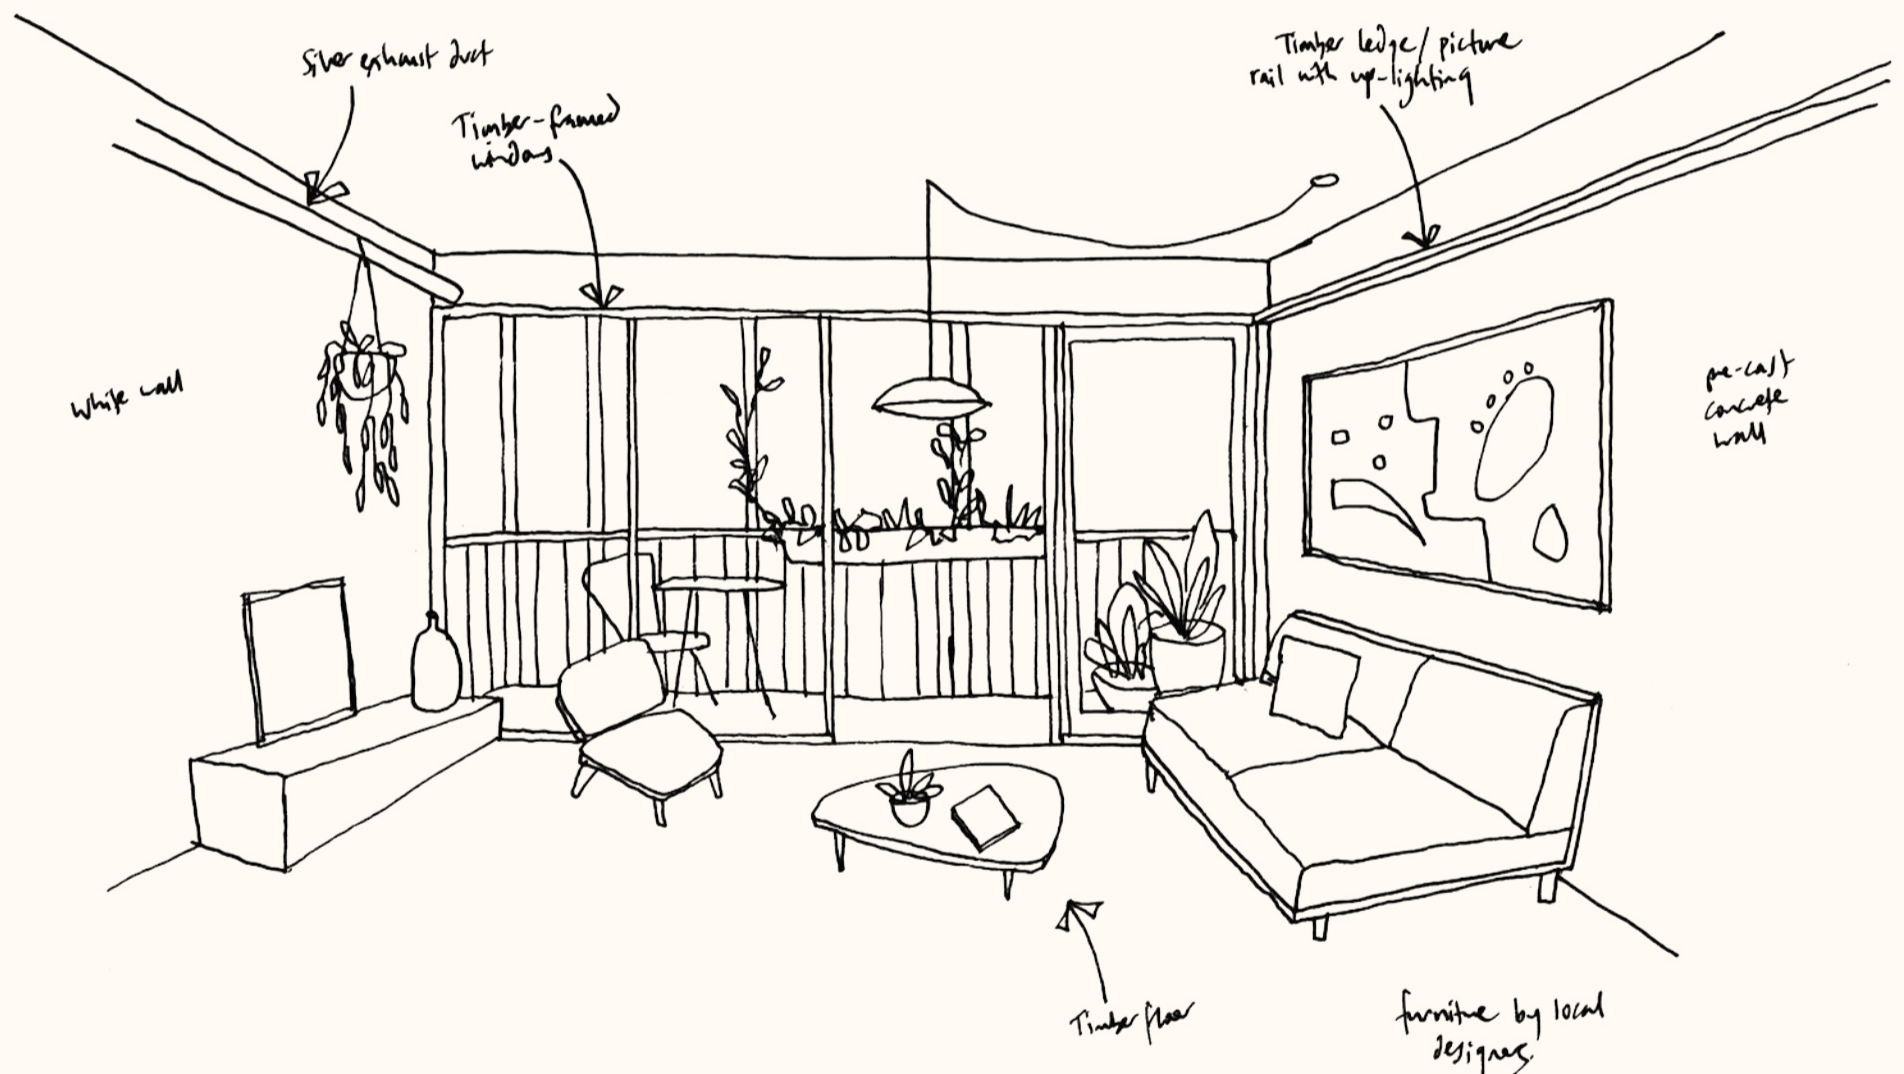 Silver exhaust duct
Timber-framed
windows
Timber ledge/picture
rail with up-lighting
white wall
pre-cast
concrete
wall
Timber floor
furniture by local
designers.